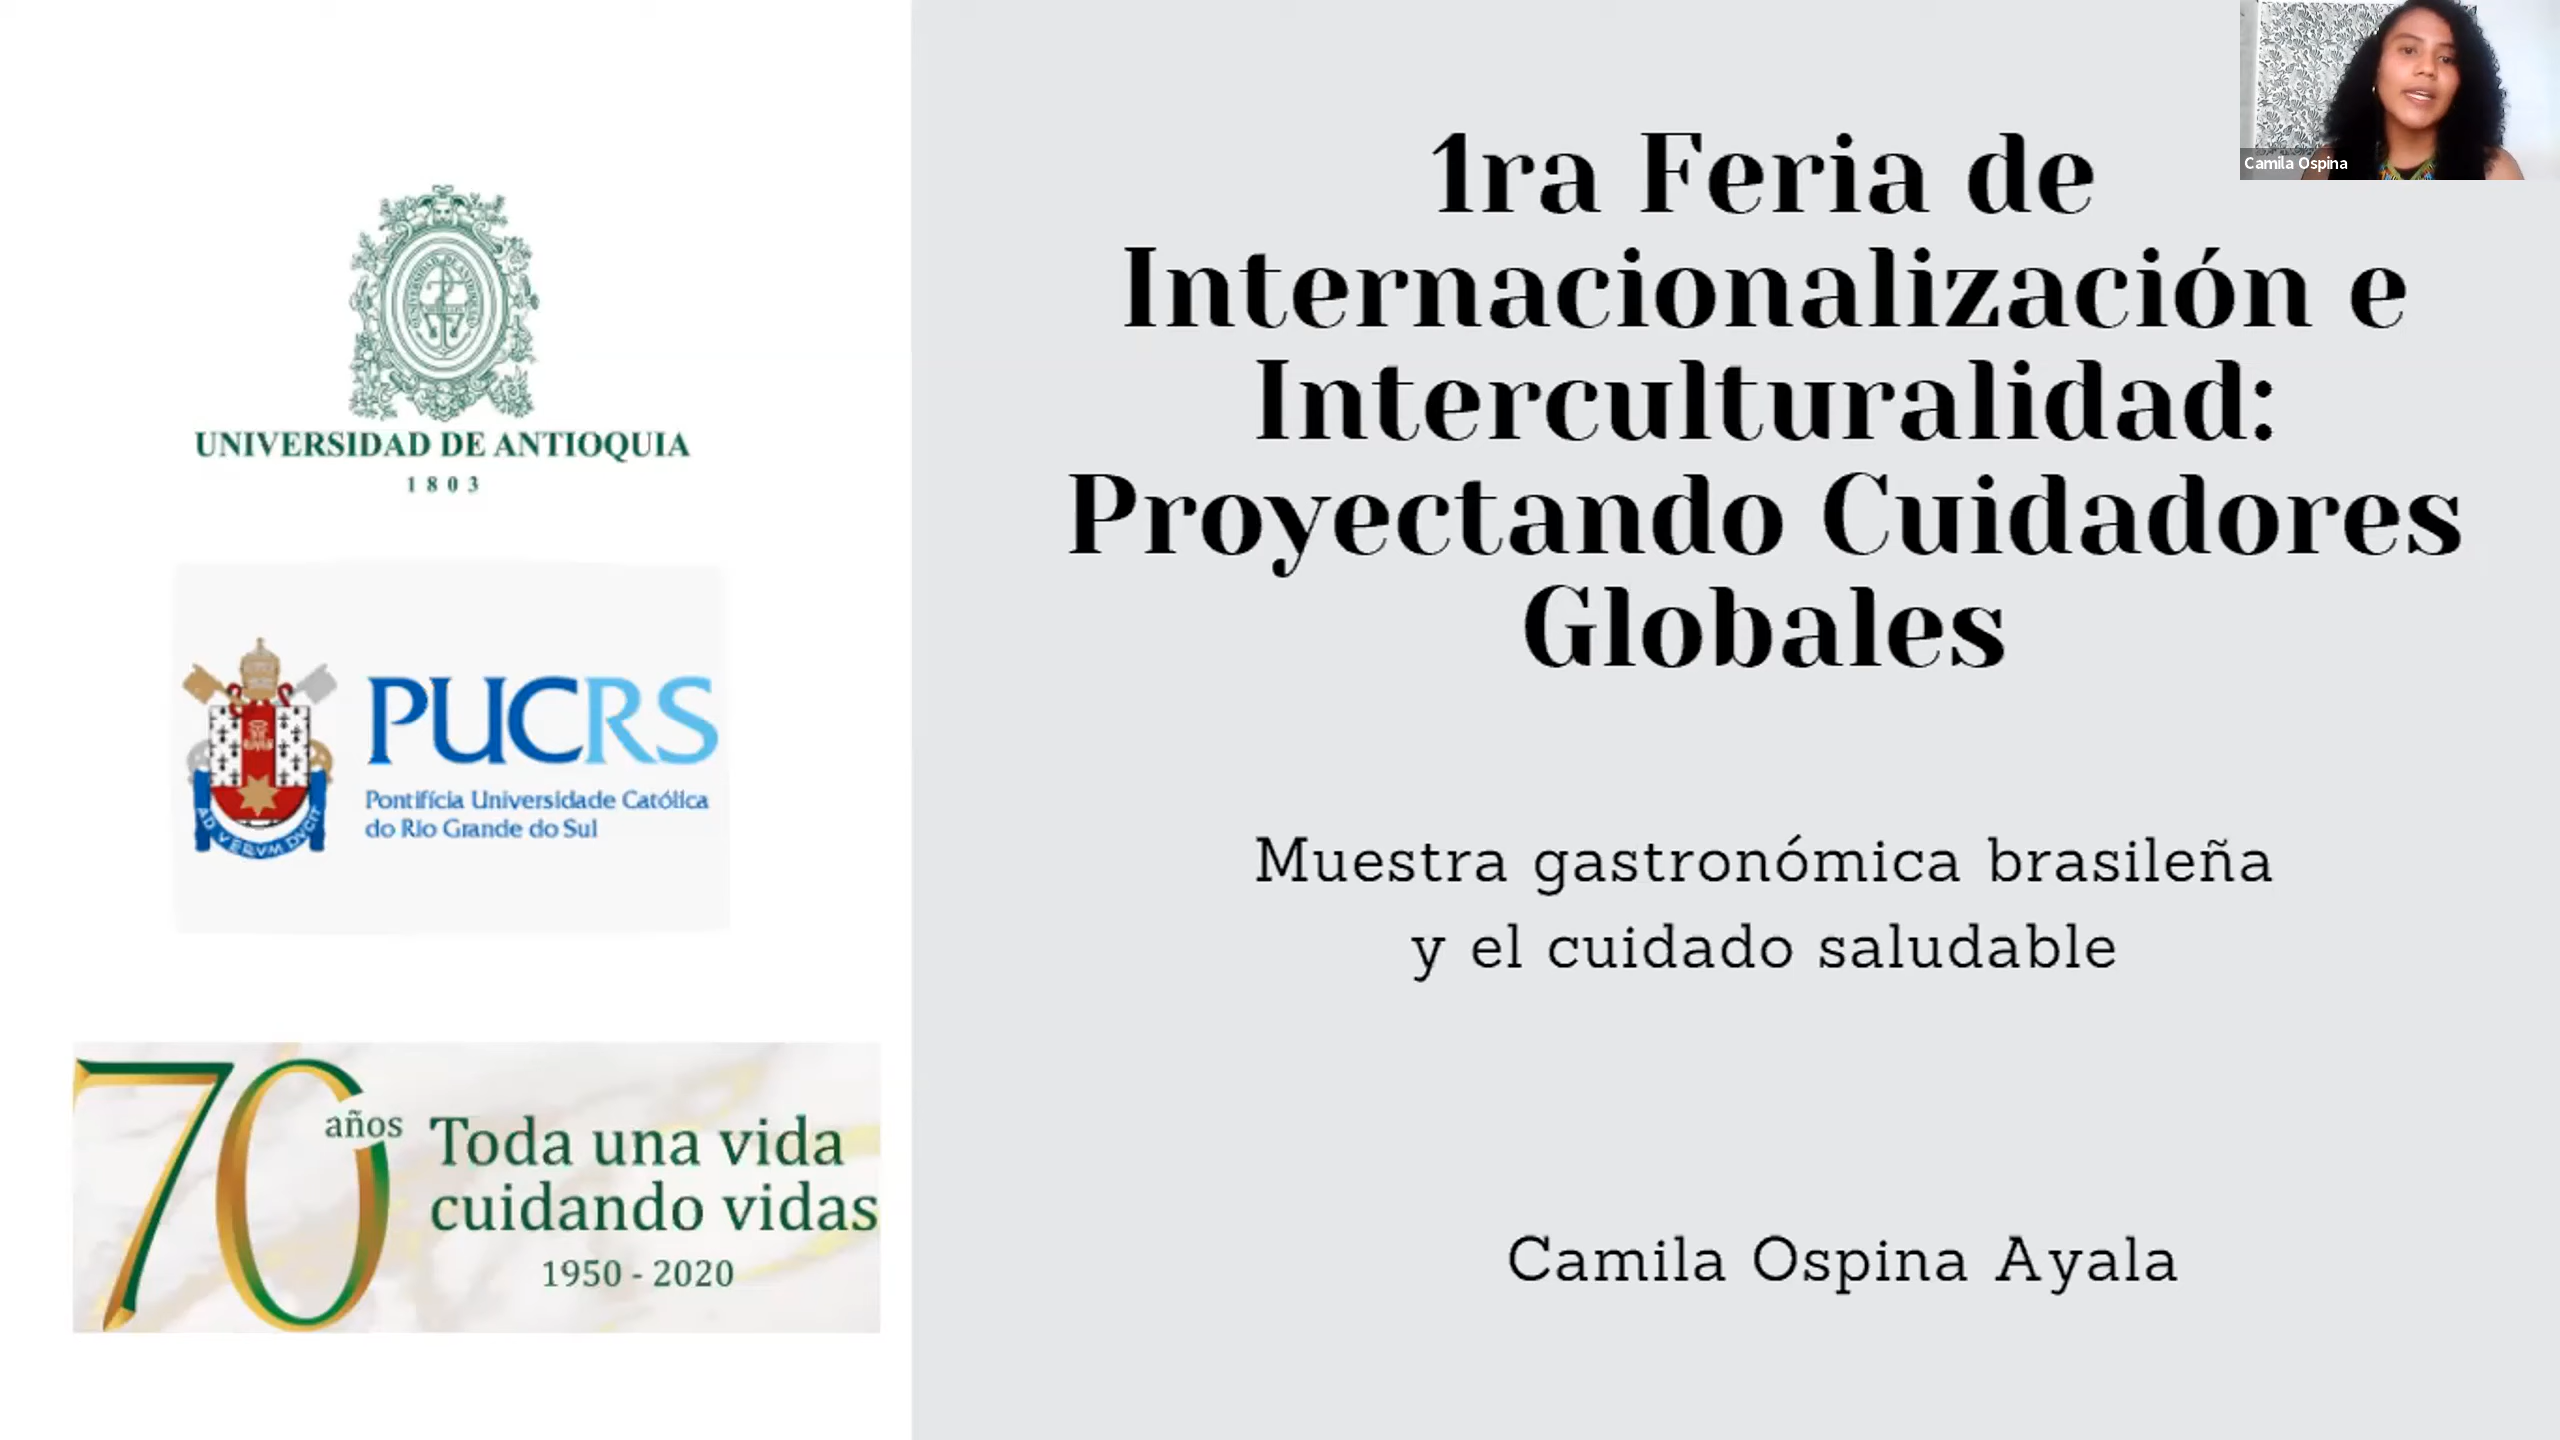 UNIVERSIDAD DE ANTIOQUIA
1803
PUCRS
Pontifícia Universidade Católica
do Rio Grande do Sul
AD VERVM DVCIT
70 años
Toda una vida
cuidando vidas
1950 - 2020
1ra Feria de
Internacionalización e
Interculturalidad:
Proyectando Cuidadores
Globales
Muestra gastronómica brasileña
y el cuidado saludable
Camila Ospina Ayala
Camila Ospina